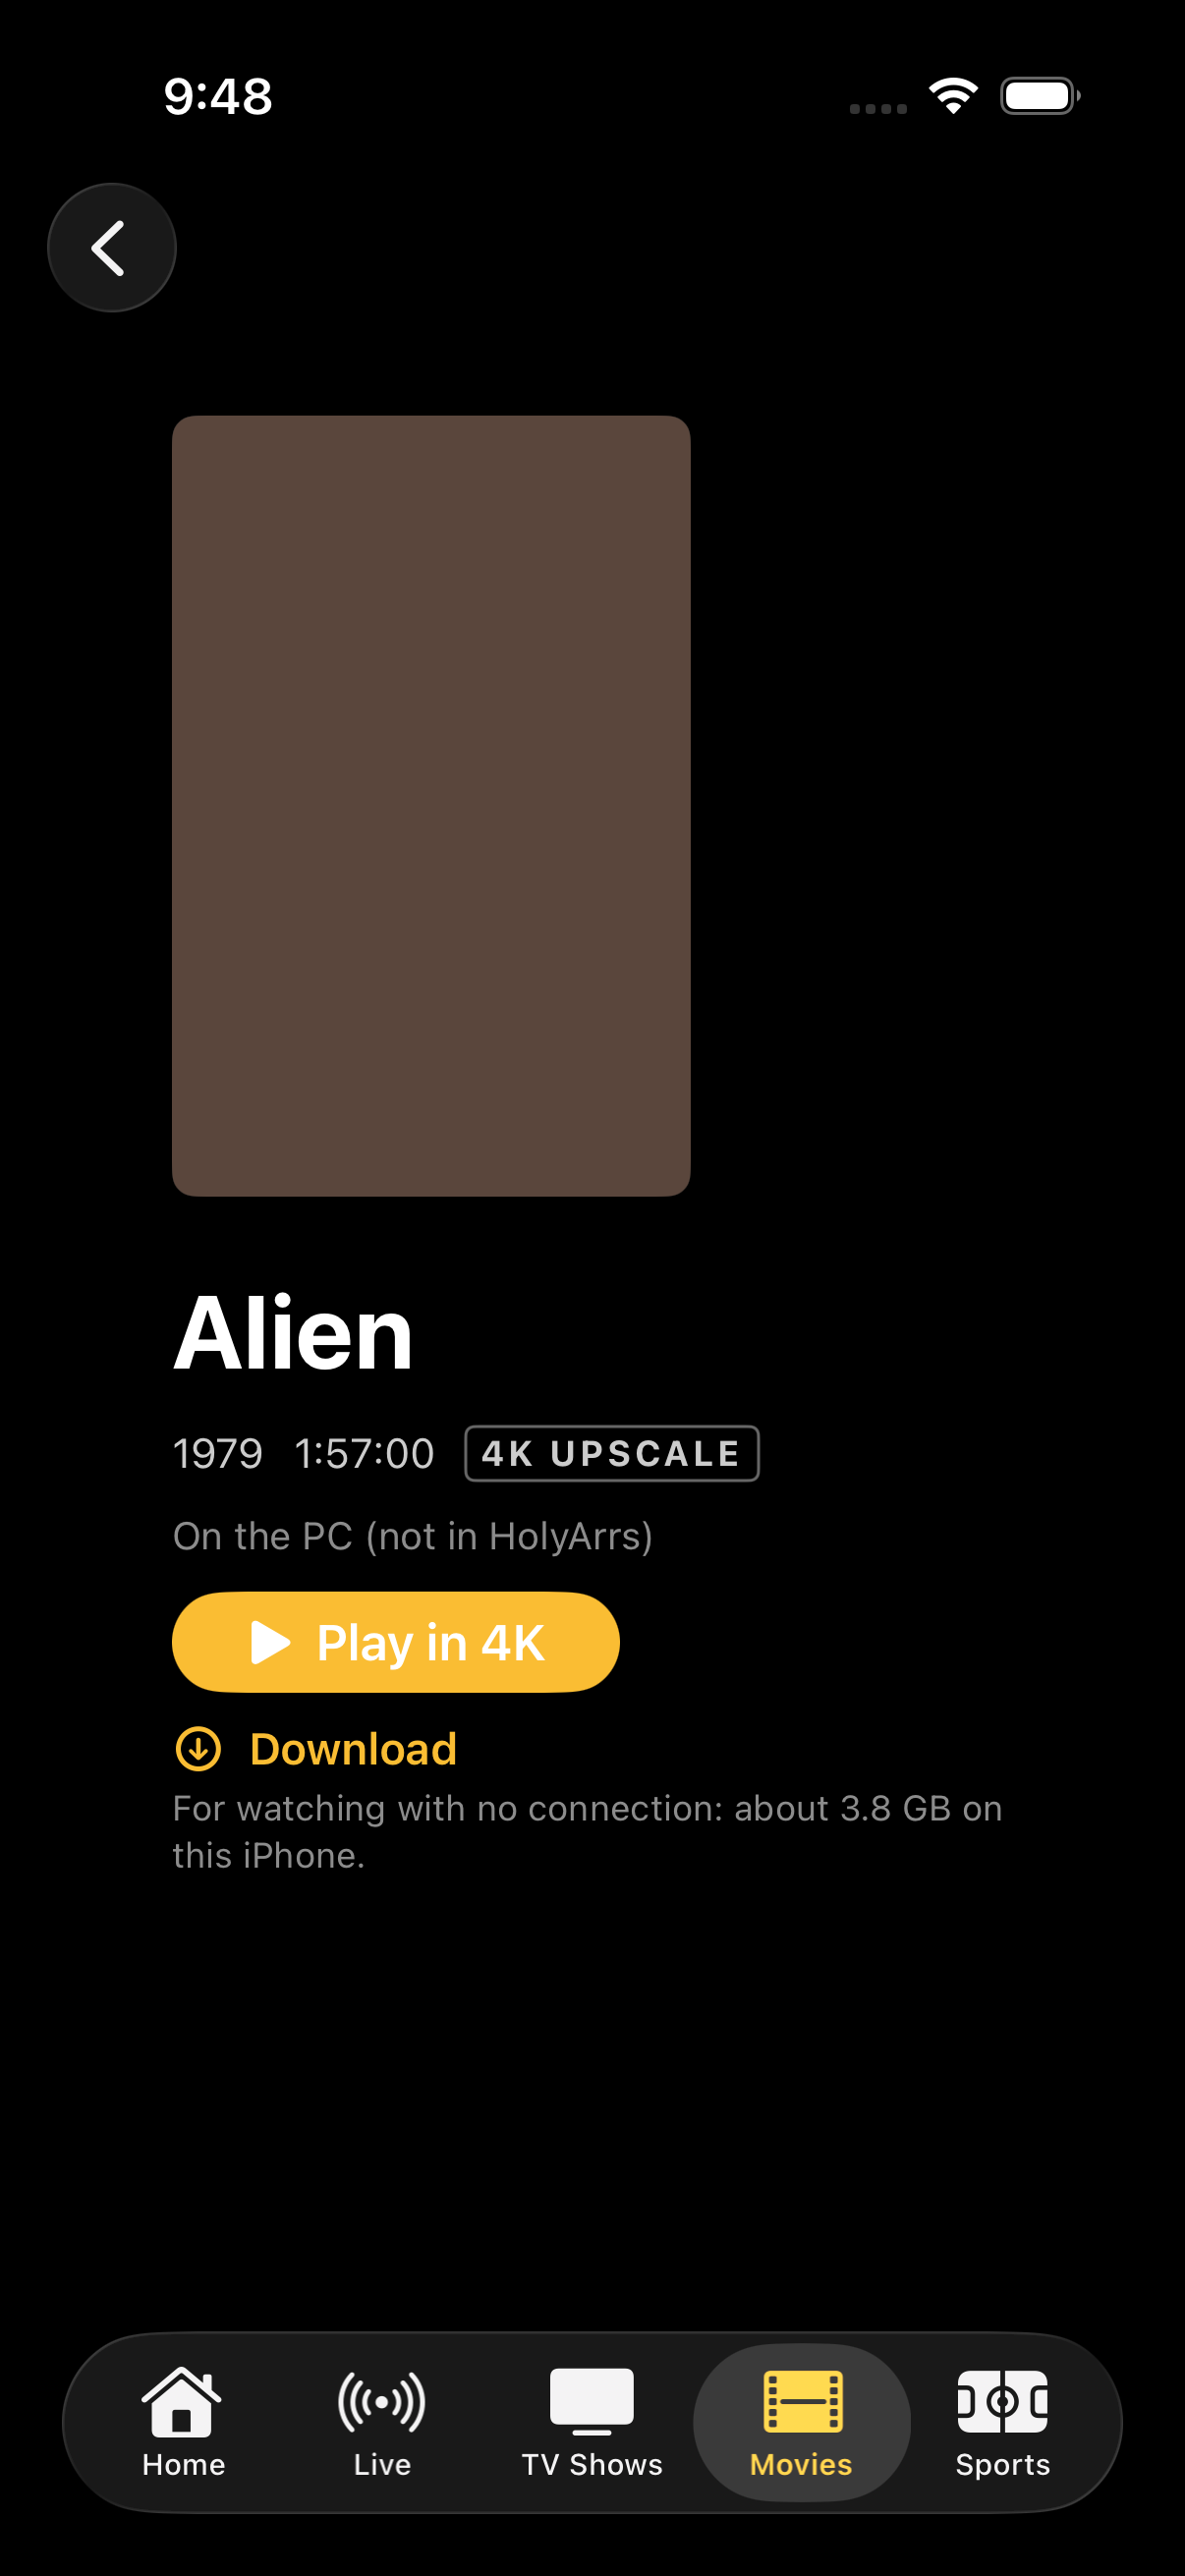 9:48
Alien
1979 1:57:00 4K UPSCALE
On the PC (not in HolyArrs)
Play in 4K
Download
For watching with no connection: about 3.8 GB on
this iPhone.
Home Live TV Shows Movies Sports